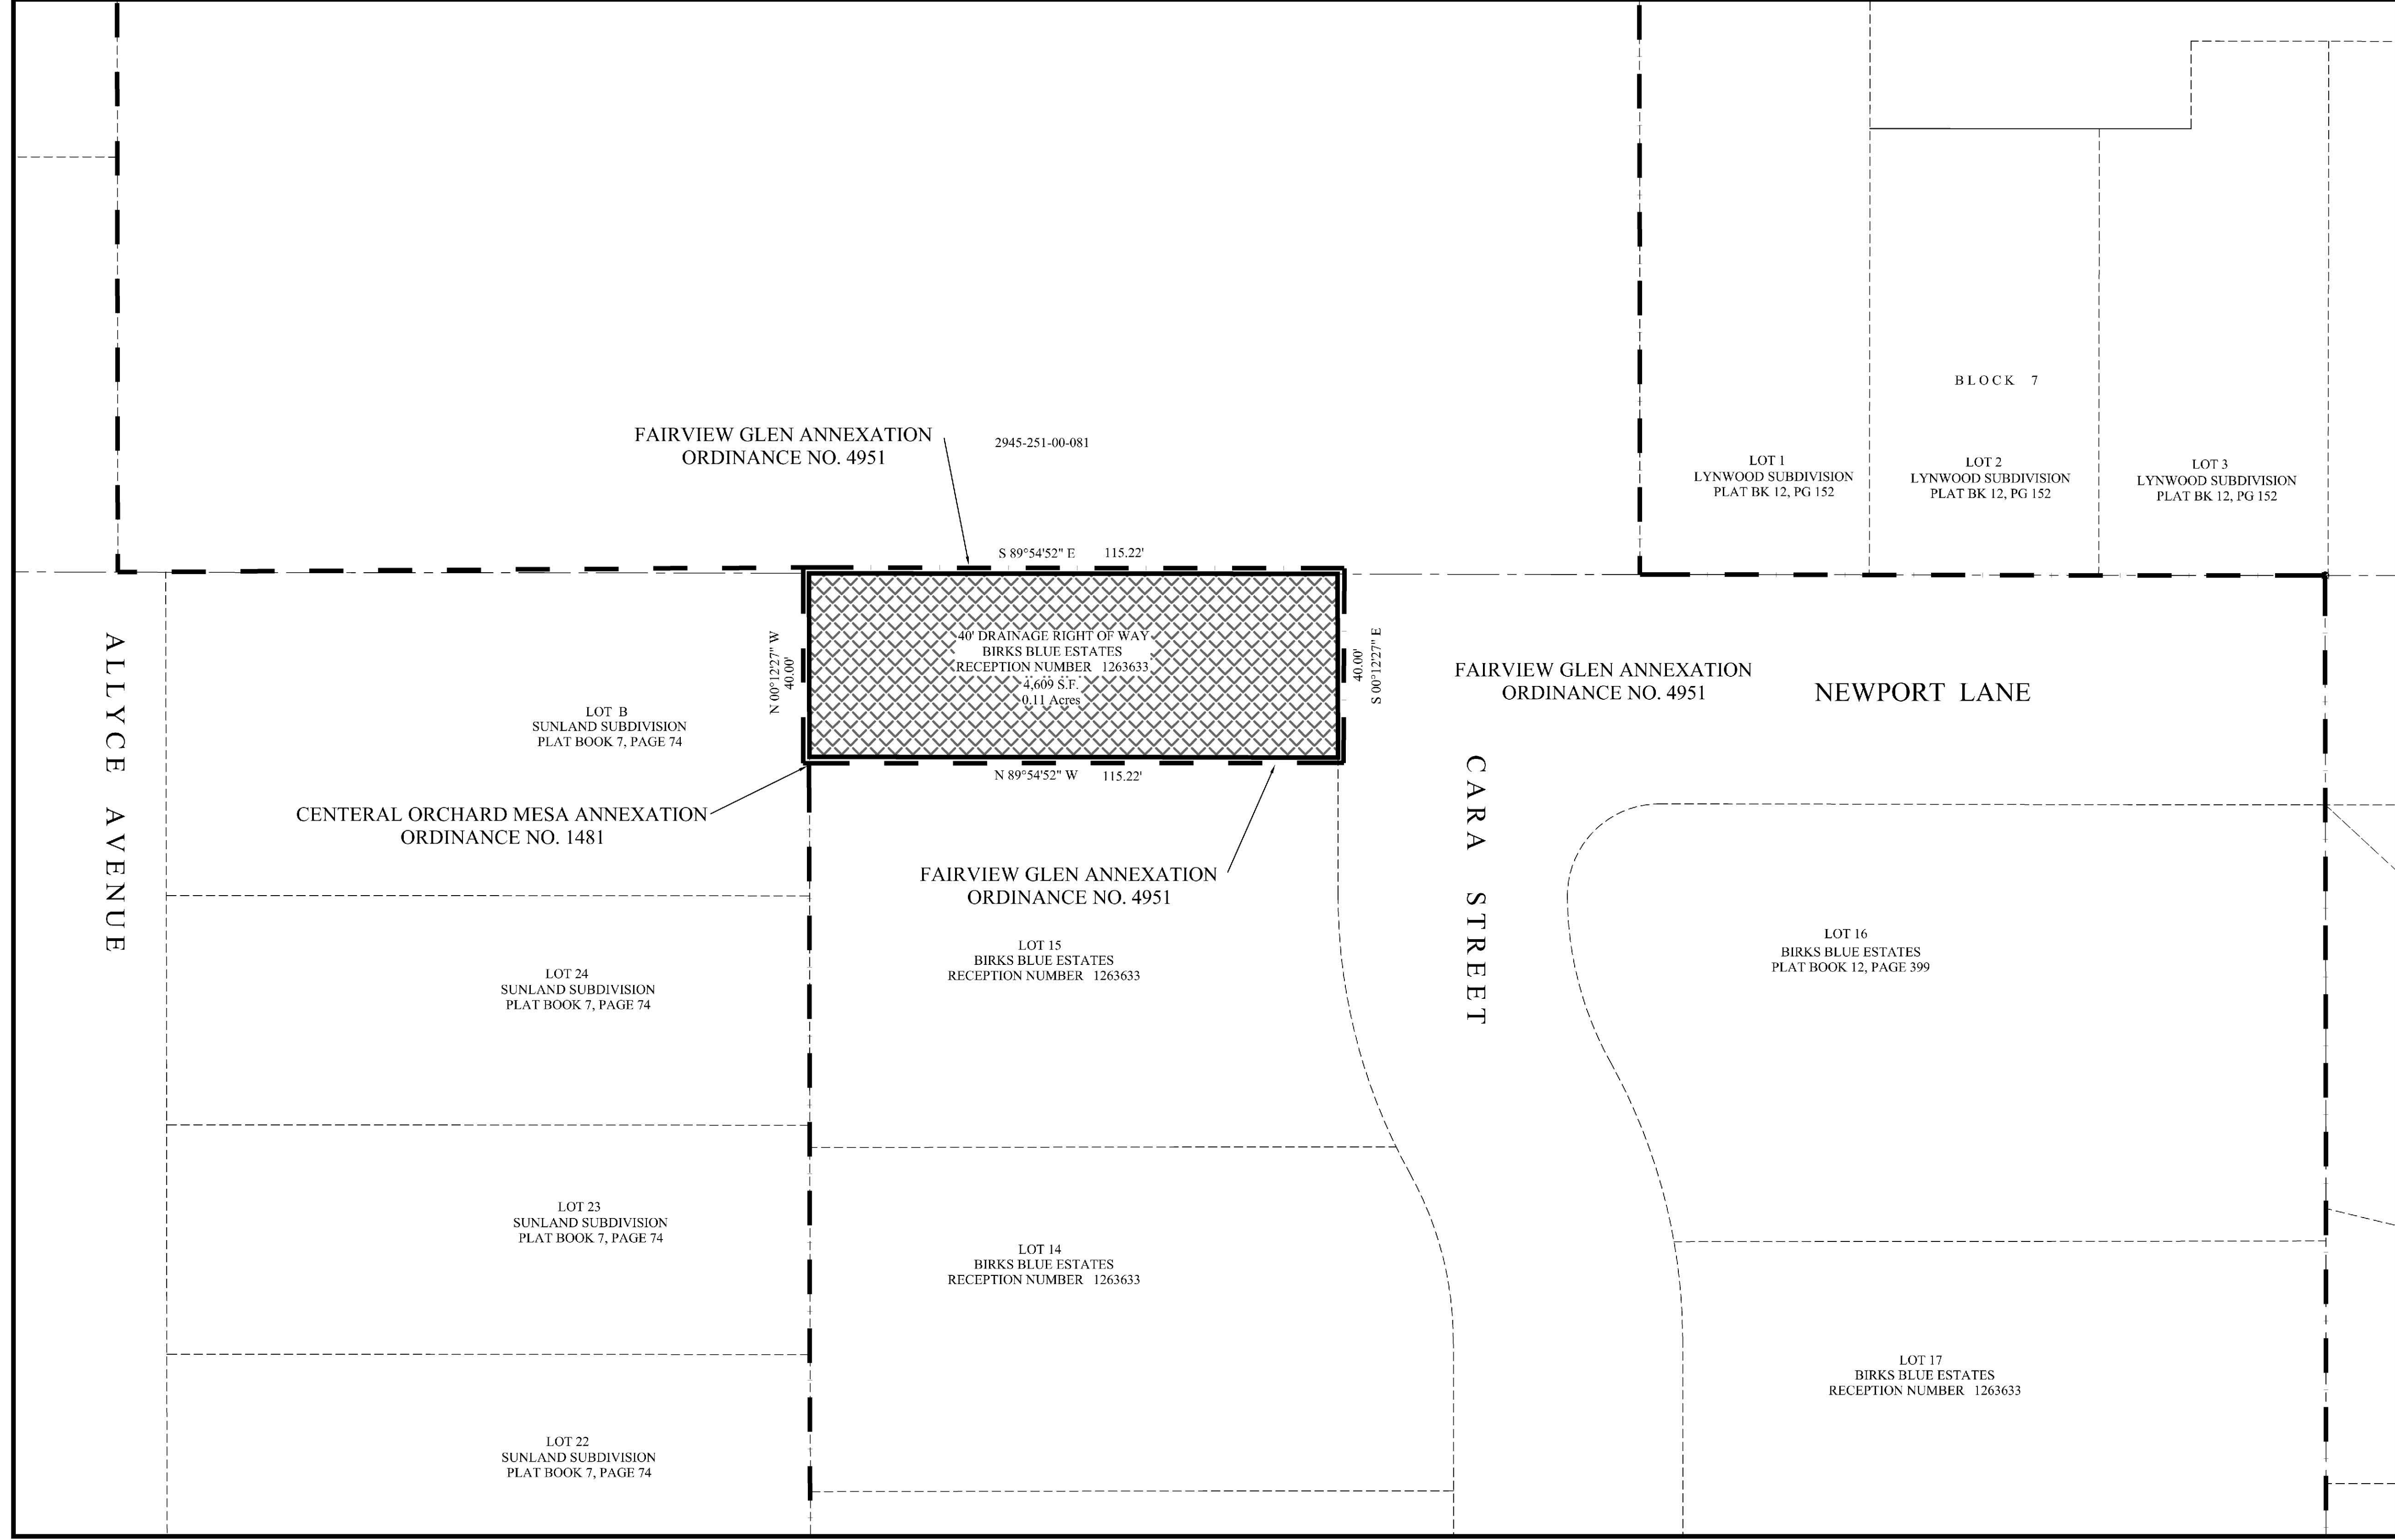 BLOCK 7
FAIRVIEW GLEN ANNEXATION
ORDINANCE NO. 4951
2945-251-00-081
LOT 1
LYNWOOD SUBDIVISION
PLAT BK 12, PG 152
LOT 2
LYNWOOD SUBDIVISION
PLAT BK 12, PG 152
LOT 3
LYNWOOD SUBDIVISION
PLAT BK 12, PG 152
S 89°54'52" E 115.22'
ALLYCE AVENUE
N 00°12'27" W
40.00'
40' DRAINAGE RIGHT OF WAY
BIRKS BLUE ESTATES
RECEPTION NUMBER 1263633
4,609 S.F.
0.11 Acres
40.00'
S 00°12'27" E
FAIRVIEW GLEN ANNEXATION
ORDINANCE NO. 4951
NEWPORT LANE
LOT B
SUNLAND SUBDIVISION
PLAT BOOK 7, PAGE 74
N 89°54'52" W 115.22'
CARA STREET
CENTERAL ORCHARD MESA ANNEXATION
ORDINANCE NO. 1481
FAIRVIEW GLEN ANNEXATION
ORDINANCE NO. 4951
LOT 15
BIRKS BLUE ESTATES
RECEPTION NUMBER 1263633
LOT 16
BIRKS BLUE ESTATES
PLAT BOOK 12, PAGE 399
LOT 24
SUNLAND SUBDIVISION
PLAT BOOK 7, PAGE 74
LOT 23
SUNLAND SUBDIVISION
PLAT BOOK 7, PAGE 74
LOT 14
BIRKS BLUE ESTATES
RECEPTION NUMBER 1263633
LOT 17
BIRKS BLUE ESTATES
RECEPTION NUMBER 1263633
LOT 22
SUNLAND SUBDIVISION
PLAT BOOK 7, PAGE 74